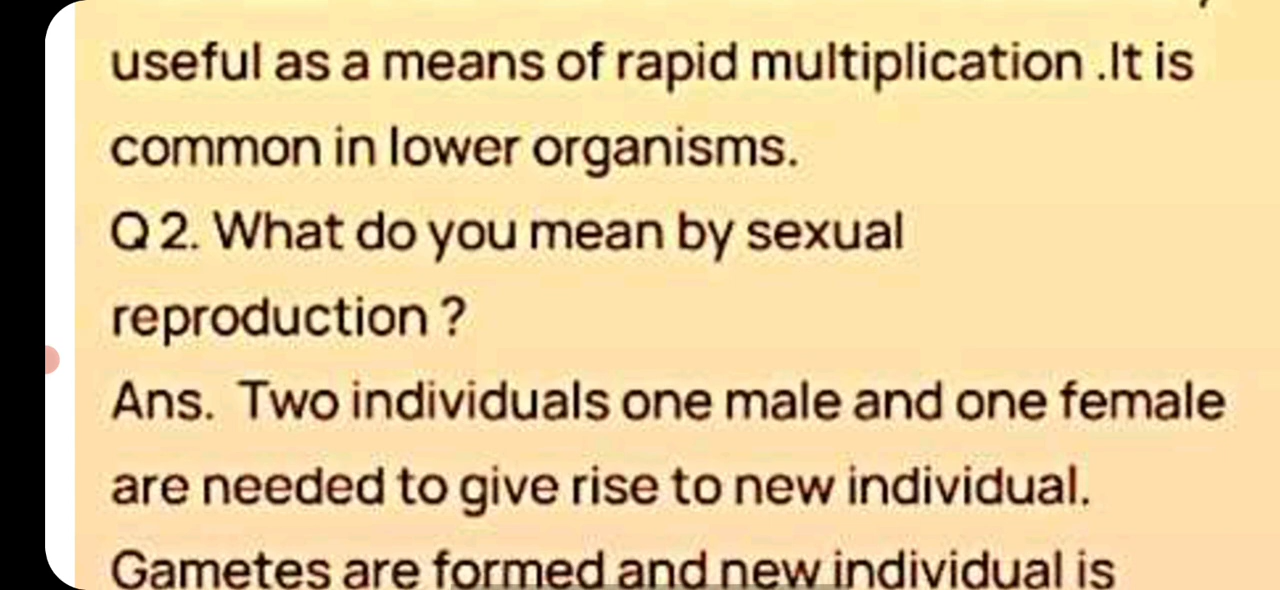 useful as a means of rapid multiplication .It is
common in lower organisms.
Q 2. What do you mean by sexual
reproduction ?
Ans. Two individuals one male and one female
are needed to give rise to new individual.
Gametes are formed and new individual is